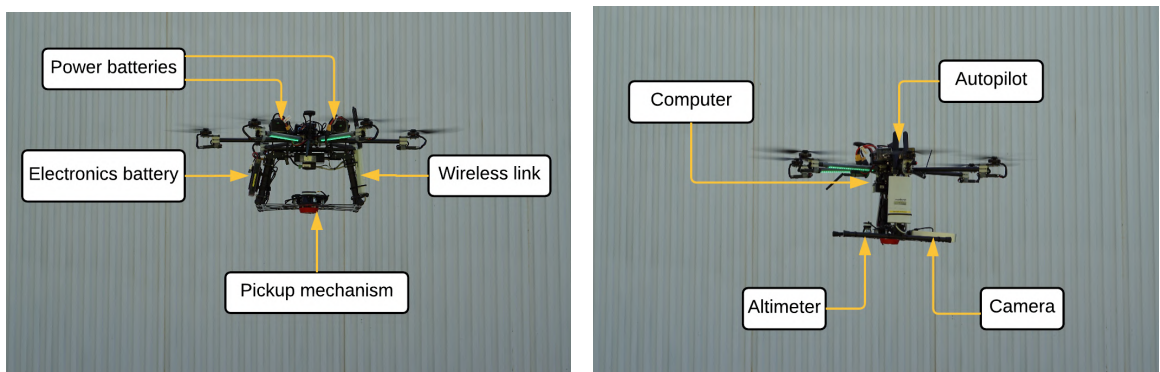 Power batteries
Electronics battery
Wireless link
Pickup mechanism
Autopilot
Computer
Altimeter
Camera